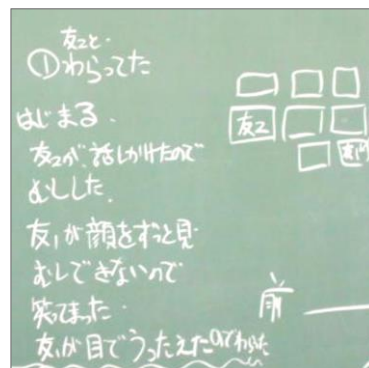 友2と・
①わらってた
はじまる.
友2が、話しかけたので
むしした.
友1が顔をずっと見・
むしできないので
笑てまった・
友1が目でうったえたのでわらった
友2
前